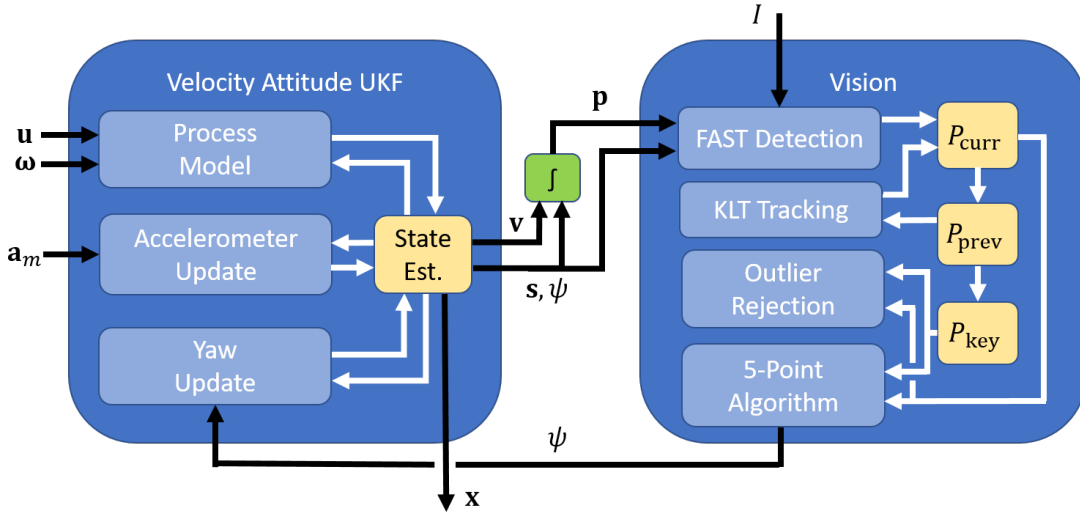 Velocity Attitude UKF
u
ω
Process
Model
a_m
Accelerometer
Update
Yaw
Update
State
Est.
x
v
s, ψ
∫
p
I
Vision
FAST Detection
KLT Tracking
Outlier
Rejection
5-Point
Algorithm
P_curr
P_prev
P_key
ψ